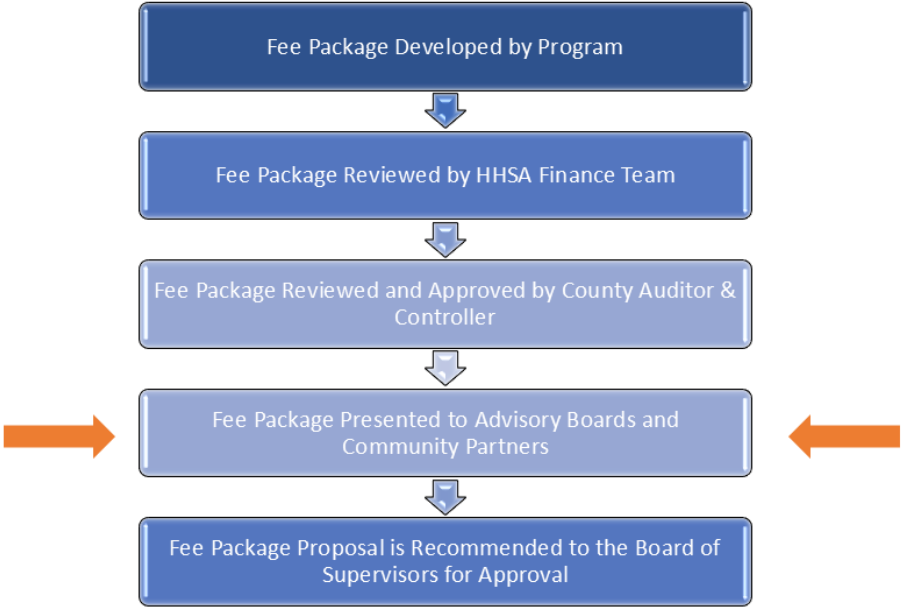 Fee Package Developed by Program
Fee Package Reviewed by HHSA Finance Team
Fee Package Reviewed and Approved by County Auditor &
Controller
Fee Package Presented to Advisory Boards and
Community Partners
Fee Package Proposal is Recommended to the Board of
Supervisors for Approval